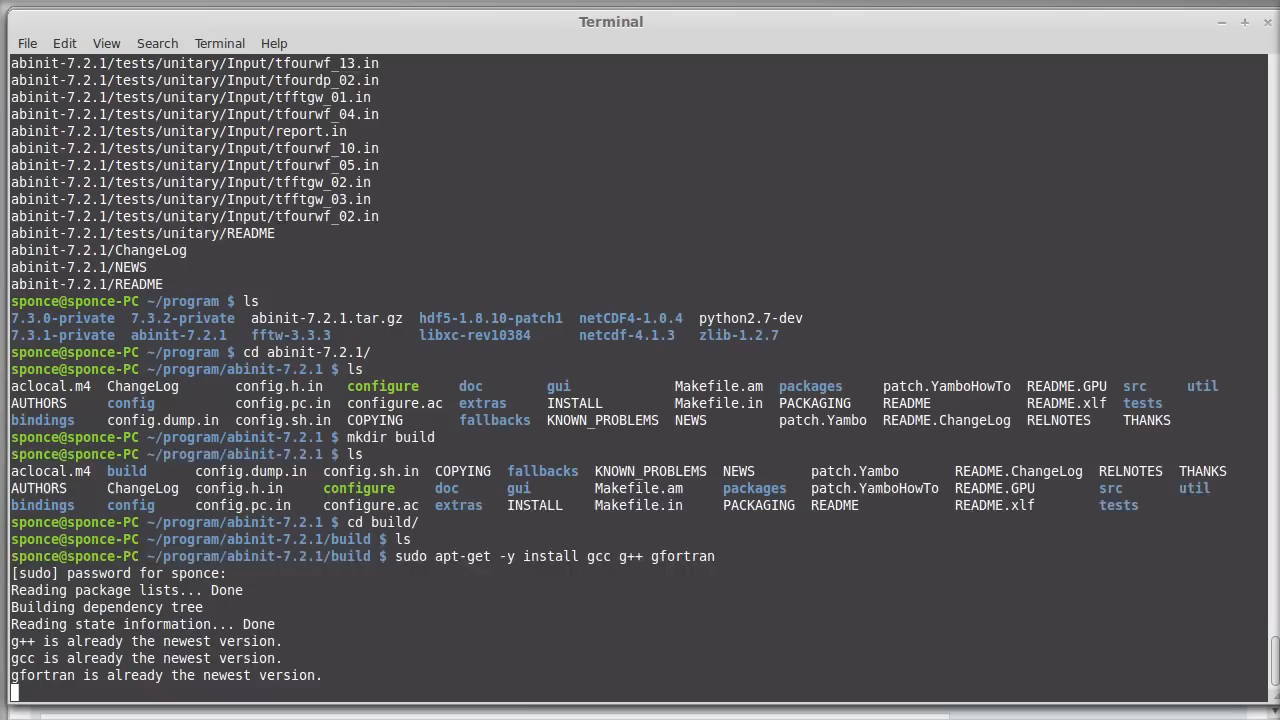 Terminal
File Edit View Search Terminal Help
abinit-7.2.1/tests/unitary/Input/tfourwf_13.in
abinit-7.2.1/tests/unitary/Input/tfourdp_02.in
abinit-7.2.1/tests/unitary/Input/tfftgw_01.in
abinit-7.2.1/tests/unitary/Input/tfourwf_04.in
abinit-7.2.1/tests/unitary/Input/report.in
abinit-7.2.1/tests/unitary/Input/tfourwf_10.in
abinit-7.2.1/tests/unitary/Input/tfourwf_05.in
abinit-7.2.1/tests/unitary/Input/tfftgw_02.in
abinit-7.2.1/tests/unitary/Input/tfftgw_03.in
abinit-7.2.1/tests/unitary/Input/tfourwf_02.in
abinit-7.2.1/tests/unitary/README
abinit-7.2.1/ChangeLog
abinit-7.2.1/NEWS
abinit-7.2.1/README
sponce@sponce-PC ~/program $ ls
7.3.0-private 7.3.2-private abinit-7.2.1.tar.gz hdf5-1.8.10-patch1 netCDF4-1.0.4 python2.7-dev
7.3.1-private abinit-7.2.1 fftw-3.3.3 libxc-rev10384 netcdf-4.1.3 zlib-1.2.7
sponce@sponce-PC ~/program $ cd abinit-7.2.1/
sponce@sponce-PC ~/program/abinit-7.2.1 $ ls
aclocal.m4 ChangeLog config.h.in configure doc gui Makefile.am packages patch.YamboHowTo README.GPU src util
AUTHORS config config.pc.in configure.ac extras INSTALL Makefile.in PACKAGING README README.xlf tests
bindings config.dump.in config.sh.in COPYING fallbacks KNOWN_PROBLEMS NEWS patch.Yambo README.ChangeLog RELNOTES THANKS
sponce@sponce-PC ~/program/abinit-7.2.1 $ mkdir build
sponce@sponce-PC ~/program/abinit-7.2.1 $ ls
aclocal.m4 build config.dump.in config.sh.in COPYING fallbacks KNOWN_PROBLEMS NEWS patch.Yambo README.ChangeLog RELNOTES THANKS
AUTHORS ChangeLog config.h.in configure doc gui Makefile.am packages patch.YamboHowTo README.GPU src util
bindings config config.pc.in configure.ac extras INSTALL Makefile.in PACKAGING README README.xlf tests
sponce@sponce-PC ~/program/abinit-7.2.1 $ cd build/
sponce@sponce-PC ~/program/abinit-7.2.1/build $ ls
sponce@sponce-PC ~/program/abinit-7.2.1/build $ sudo apt-get -y install gcc g++ gfortran
[sudo] password for sponce:
Reading package lists... Done
Building dependency tree
Reading state information... Done
g++ is already the newest version.
gcc is already the newest version.
gfortran is already the newest version.